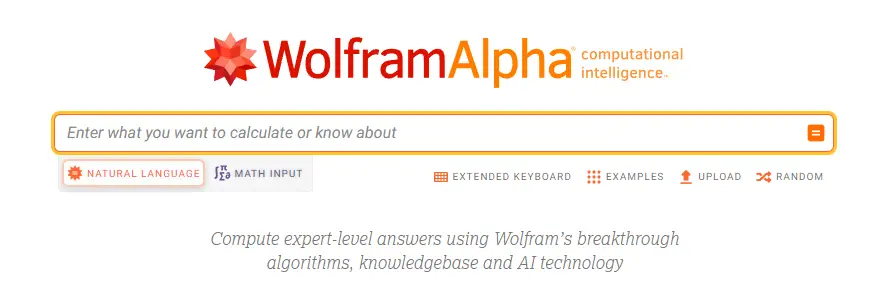 WolframAlpha computational intelligence™
Enter what you want to calculate or know about
NATURAL LANGUAGE MATH INPUT EXTENDED KEYBOARD EXAMPLES UPLOAD RANDOM
Compute expert-level answers using Wolfram's breakthrough
algorithms, knowledgebase and AI technology